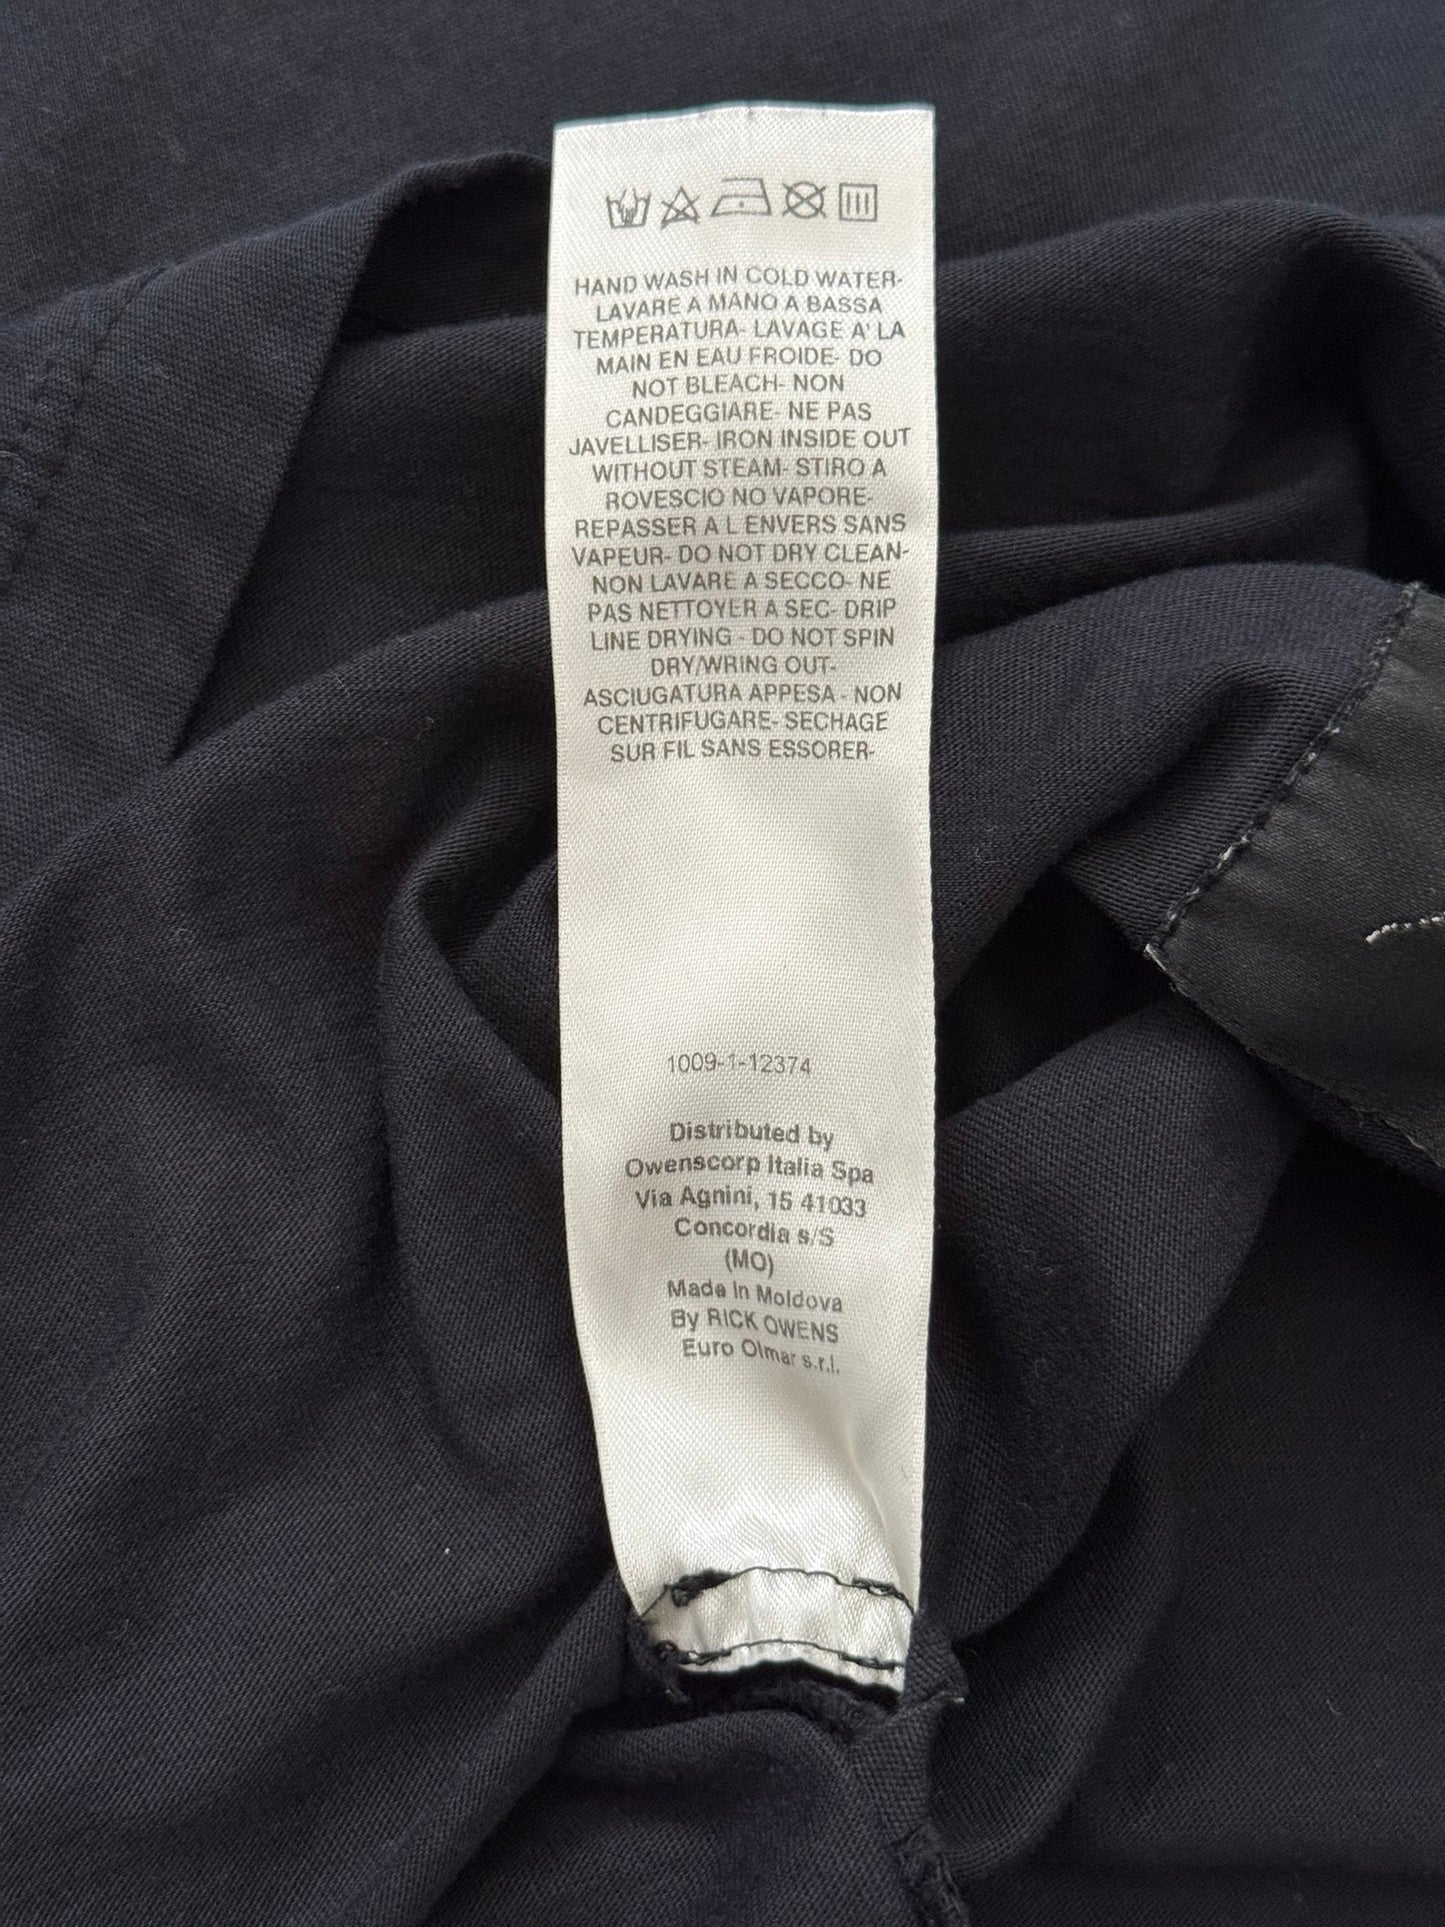 HAND WASH IN COLD WATER-
LAVARE A MANO A BASSA
TEMPERATURA- LAVAGE A' LA
MAIN EN EAU FROIDE- DO
NOT BLEACH- NON
CANDEGGIARE- NE PAS
JAVELLISER- IRON INSIDE OUT
WITHOUT STEAM- STIRO A
ROVESCIO NO VAPORE-
REPASSER A L ENVERS SANS
VAPEUR- DO NOT DRY CLEAN-
NON LAVARE A SECCO- NE
PAS NETTOYER A SEC- DRIP
LINE DRYING - DO NOT SPIN
DRY/WRING OUT-
ASCIUGATURA APPESA - NON
CENTRIFUGARE- SECHAGE
SUR FIL SANS ESSORER-
1009-1-12374
Distributed by
Owenscorp Italia Spa
Via Agnini, 15 41033
Concordia s/S
(MO)
Made in Moldova
By RICK OWENS
Euro Olmar s.r.l.